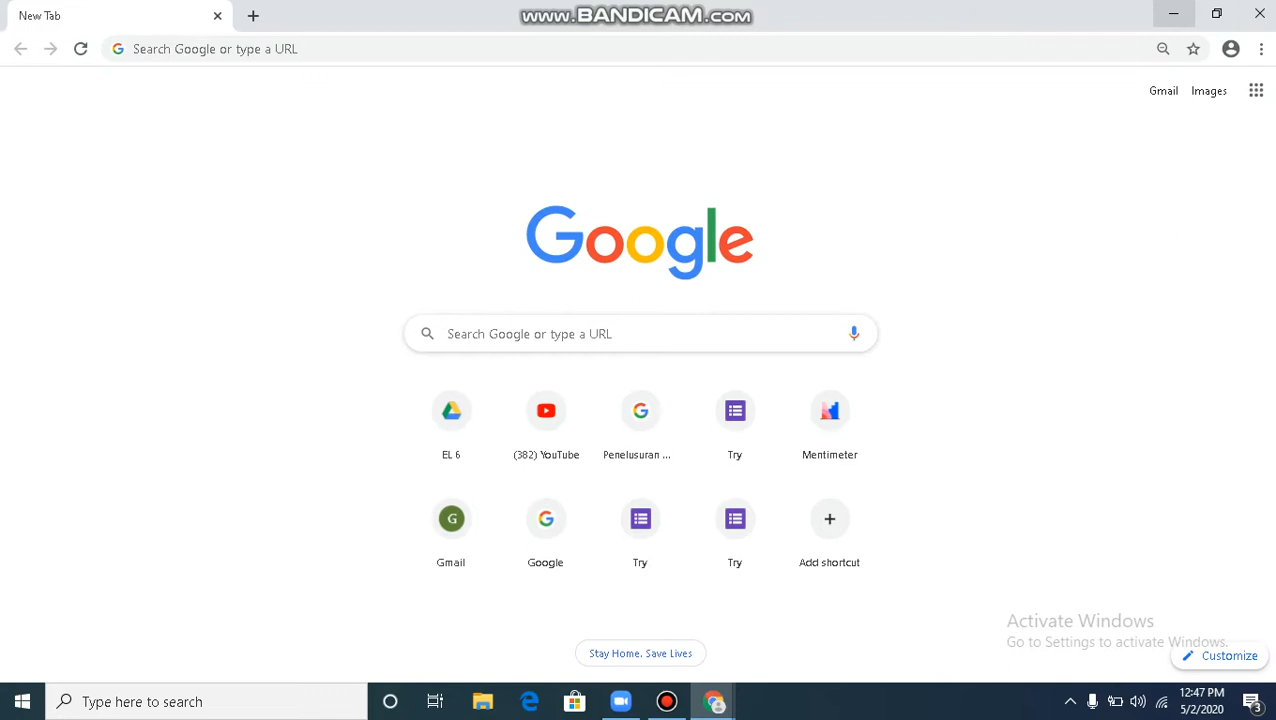 New Tab
www.BANDICAM.com
Search Google or type a URL
Gmail Images
Google
Search Google or type a URL
EL 6 (382) YouTube Penelusuran ... Try Mentimeter
G
Gmail Google Try Try Add shortcut
Activate Windows
Go to Settings to activate Windows.
Stay Home. Save Lives
Customize
Type here to search
12:47 PM
5/2/2020
3